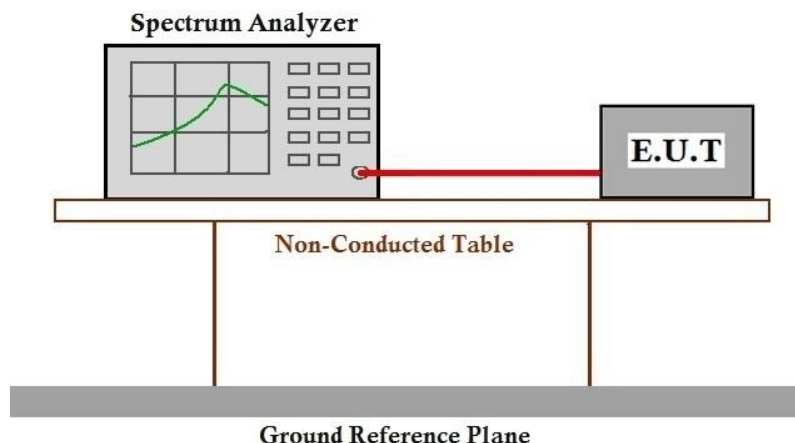 Spectrum Analyzer
E.U.T
Non-Conducted Table
Ground Reference Plane